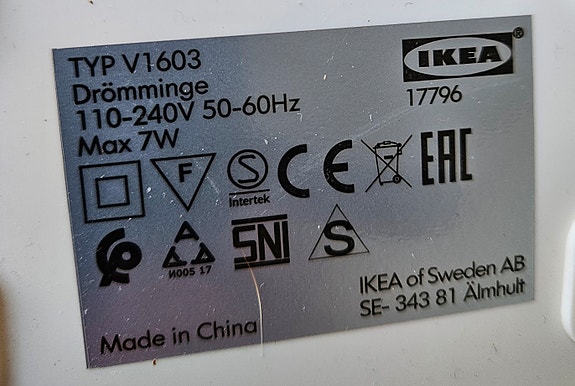 TYP V1603
Drömminge
110-240V 50-60Hz
Max 7W
IKEA®
17796
F
S
Intertek
CE
EAC
A
И005 17
SNI
S
IKEA of Sweden AB
SE- 343 81 Älmhult
Made in China